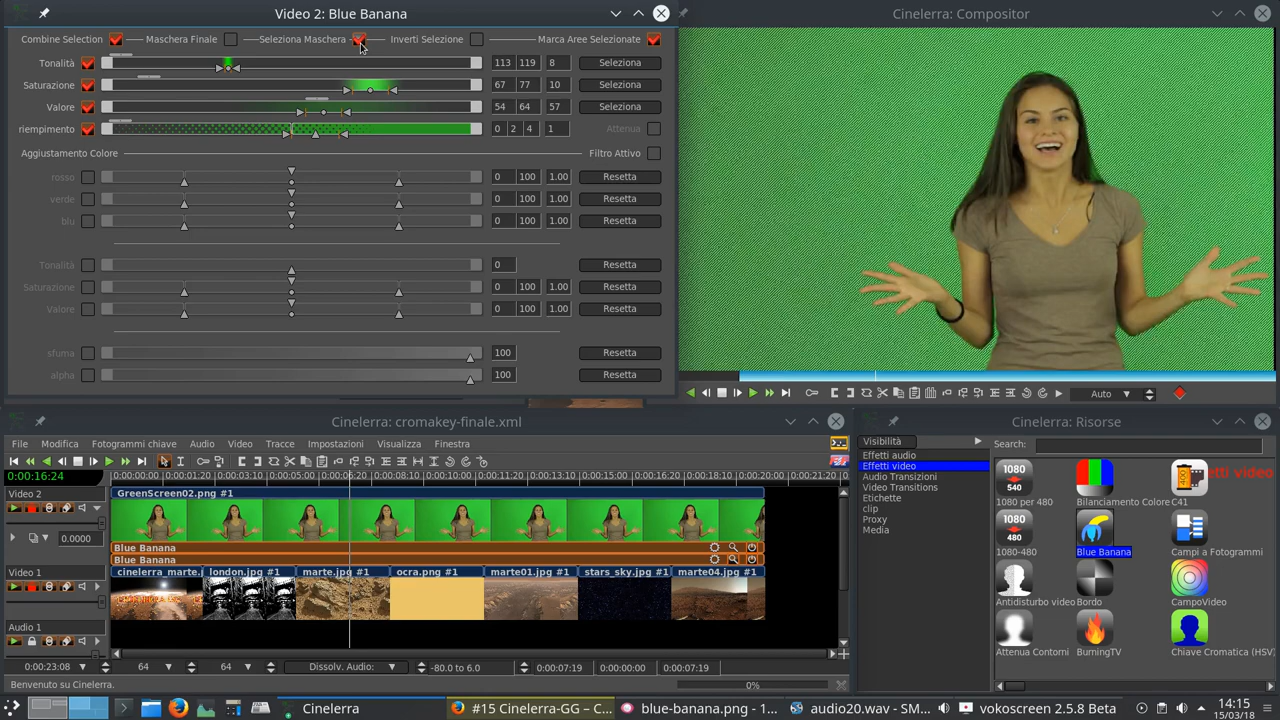 Video 2: Blue Banana
Combine Selection
Maschera Finale
Seleziona Maschera
Inverti Selezione
Marca Aree Selezionate
Tonalità
113 119 8
Seleziona
Saturazione
67 77 10
Seleziona
Valore
54 64 57
Seleziona
riempimento
0 2 4 1
Attenua
Aggiustamento Colore
Filtro Attivo
rosso
0 100 1.00
Resetta
verde
0 100 1.00
Resetta
blu
0 100 1.00
Resetta
Tonalità
0
Resetta
Saturazione
0 100 1.00
Resetta
Valore
0 100 1.00
Resetta
sfuma
100
Resetta
alpha
100
Resetta
Cinelerra: Compositor
Auto
Cinelerra: cromakey-finale.xml
File Modifica Fotogrammi chiave Audio Video Tracce Impostazioni Visualizza Finestra
0:00:16:24
Video 2
GreenScreen02.png #1
0.0000
Blue Banana
Blue Banana
Video 1
cinelerra_marte.j
london.jpg #1
marte.jpg #1
ocra.png #1
marte01.jpg #1
stars_sky.jpg #1
marte04.jpg #1
Audio 1
0:00:23:08
64
64
Dissolv. Audio:
-80.0 to 6.0
0:00:07:19
0:00:00:00
0:00:07:19
Benvenuto su Cinelerra.
0%
Cinelerra: Risorse
Visibilità
Search:
Effetti audio
Effetti video
Audio Transizioni
Video Transitions
Etichette
clip
Proxy
Media
1080
540
1080 per 480
Bilanciamento Colore
C41
1080
480
1080-480
Blue Banana
Campi a Fotogrammi
Antidisturbo video
Bordo
CampoVideo
Attenua Contorni
BurningTV
Chiave Cromatica (HSV)
Cinelerra
#15 Cinelerra-GG – C…
blue-banana.png - 1…
audio20.wav - SM…
vokoscreen 2.5.8 Beta
14:15
15/03/18